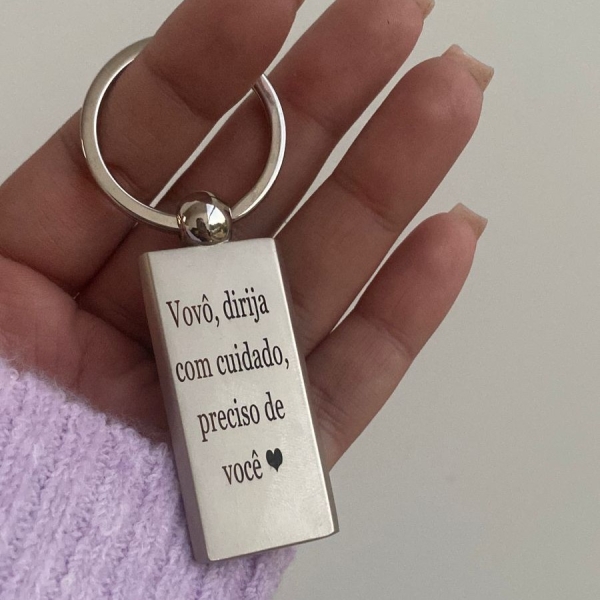 Vovô, dirija
com cuidado,
preciso de
você ♥